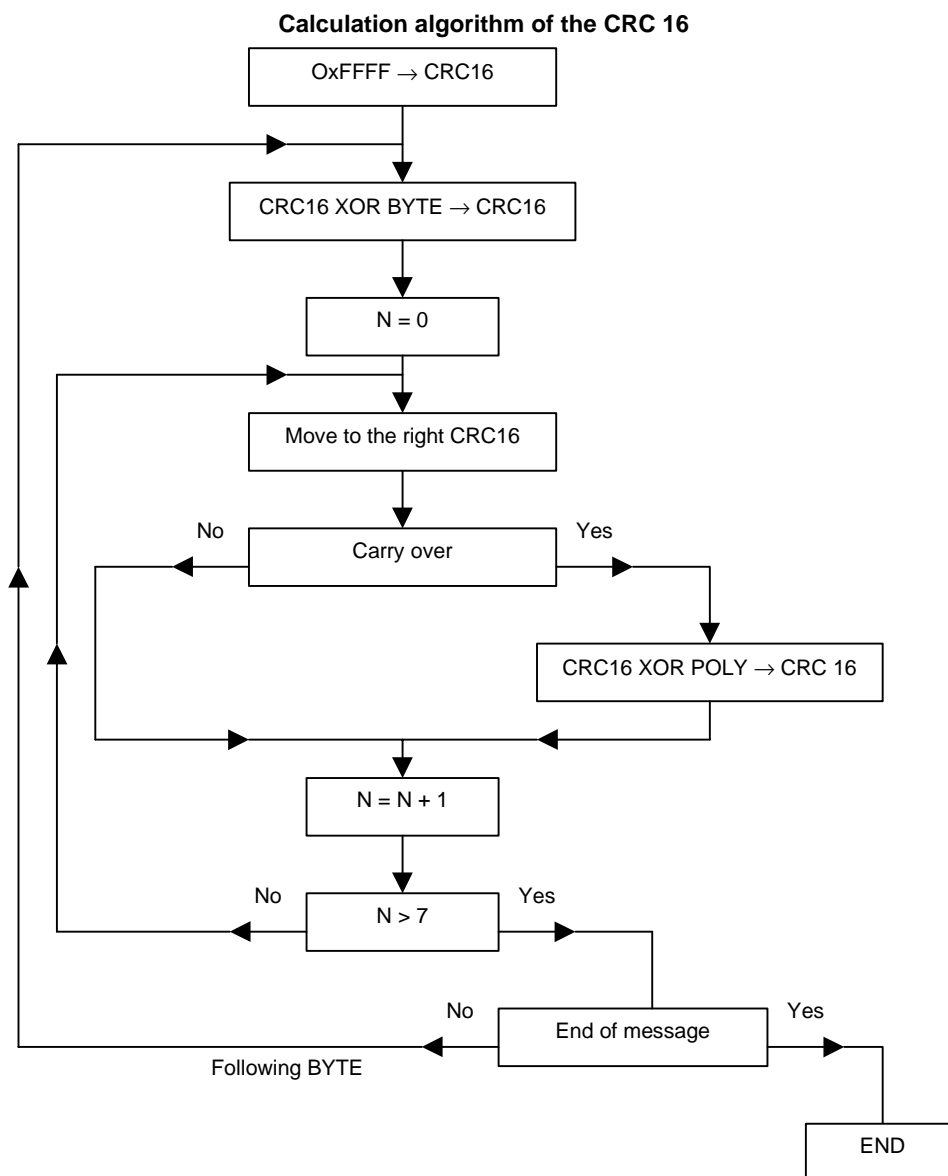 Calculation algorithm of the CRC 16
OxFFFF → CRC16
CRC16 XOR BYTE → CRC16
N = 0
Move to the right CRC16
No
Yes
Carry over
CRC16 XOR POLY → CRC 16
N = N + 1
No
Yes
N > 7
No
Yes
End of message
Following BYTE
END